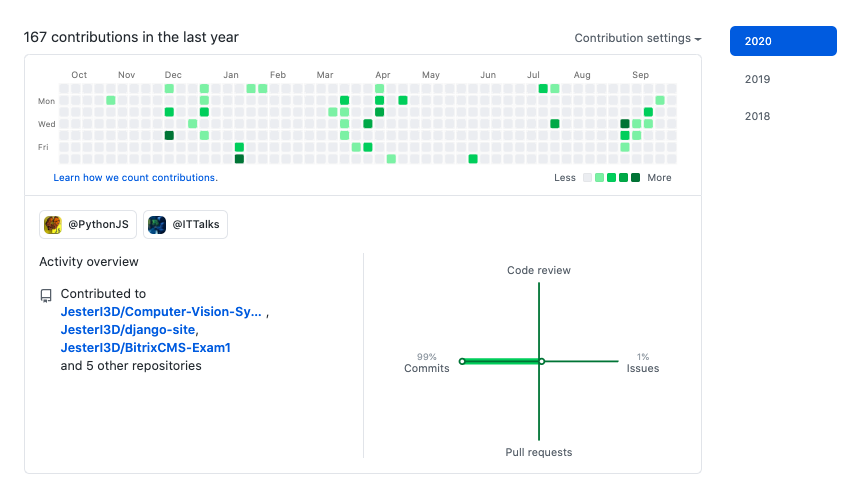 167 contributions in the last year
Contribution settings
2020
2019
2018
Oct Nov Dec Jan Feb Mar Apr May Jun Jul Aug Sep
Mon
Wed
Fri
Learn how we count contributions.
Less More
@PythonJS @ITTalks
Activity overview
Contributed to
Jesterl3D/Computer-Vision-Sy... ,
Jesterl3D/django-site,
Jesterl3D/BitrixCMS-Exam1
and 5 other repositories
Code review
99%
Commits
1%
Issues
Pull requests